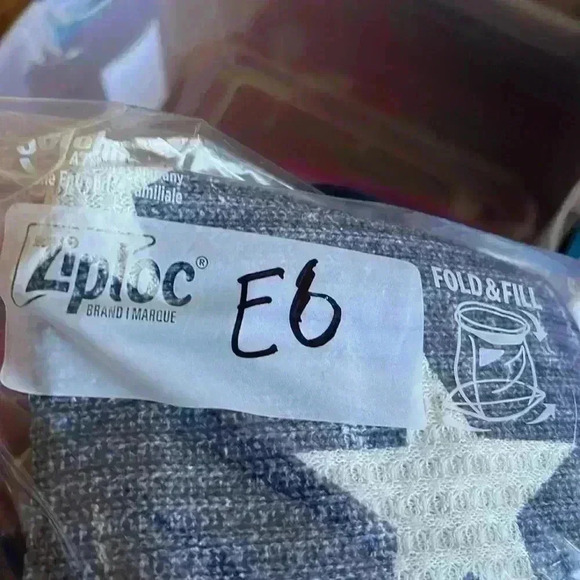 Ziploc®
BRAND | MARQUE
E6
FOLD & FILL